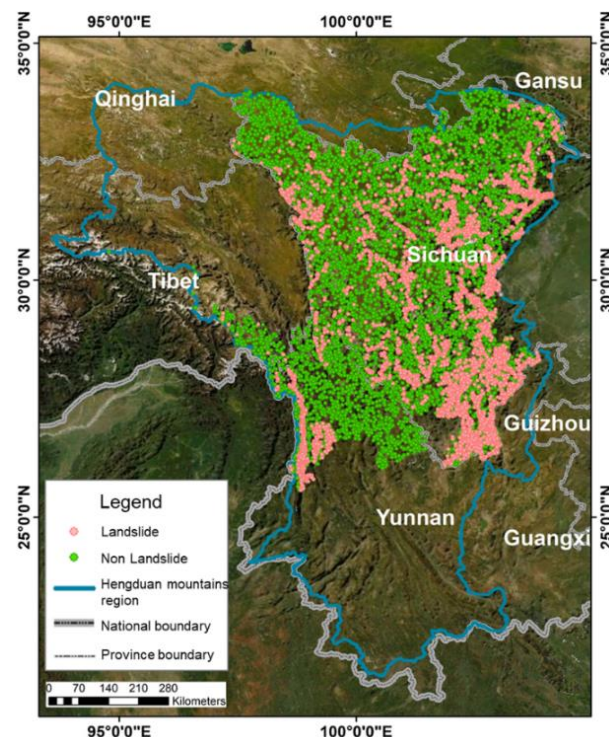 95°0'0"E 100°0'0"E
35°0'0"N 35°0'0"N
Gansu
Qinghai
Sichuan
Tibet
30°0'0"N 30°0'0"N
Guizhou
Yunnan
Guangxi
25°0'0"N 25°0'0"N
Legend
Landslide
Non Landslide
Hengduan mountains
region
National boundary
Province boundary
0 70 140 210 280
Kilometers
95°0'0"E 100°0'0"E